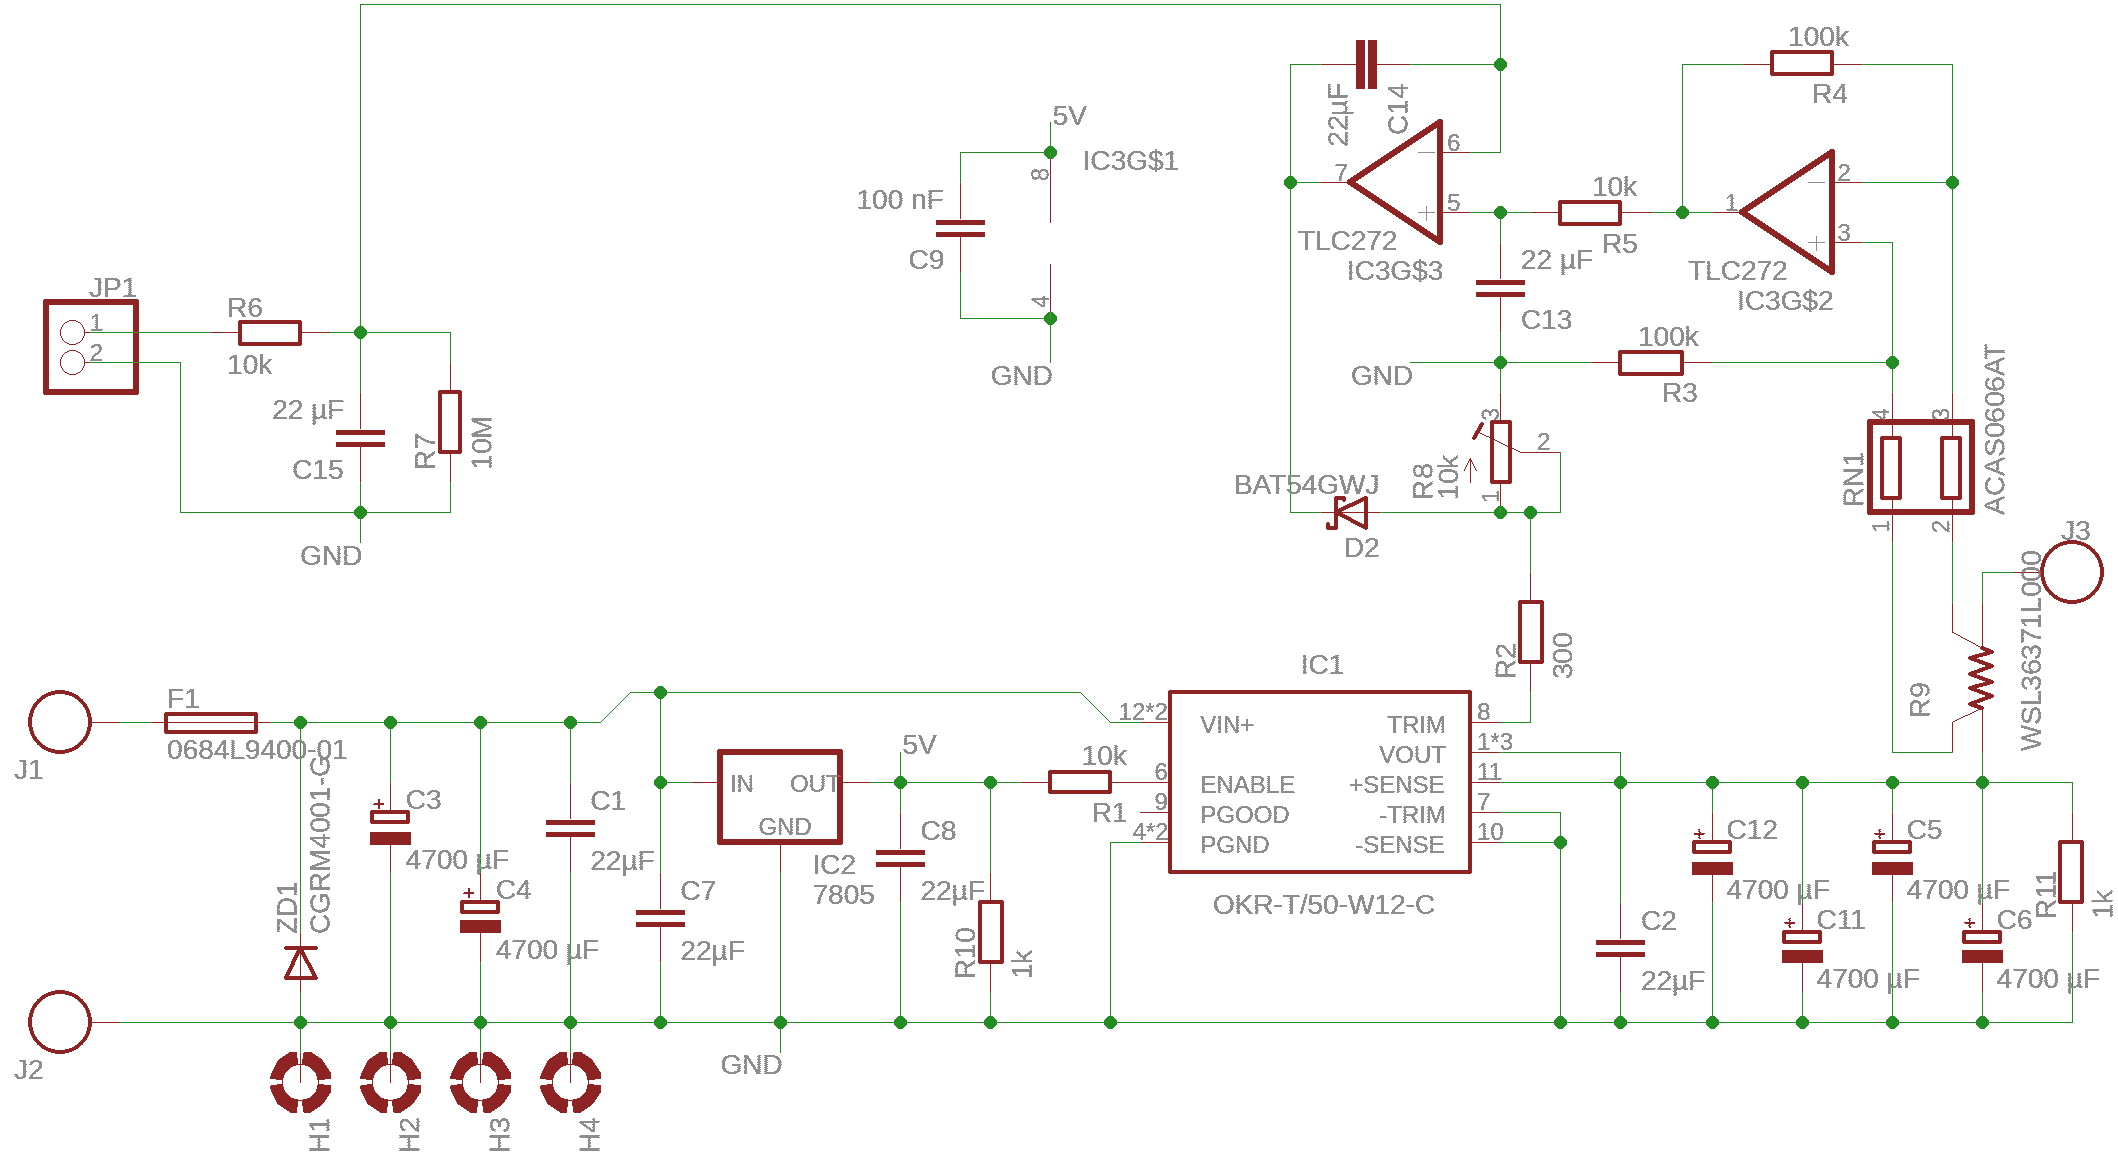 100k
R4
22µF
C14
5V
IC3G$1
8
6
7
5
2
1
3
10k
R5
TLC272
IC3G$3
TLC272
IC3G$2
100 nF
C9
4
GND
22 µF
C13
JP1
1
2
R6
10k
GND
100k
R3
22 µF
C15
R7
10M
GND
3
2
1
R8
10k
BAT54GWJ
D2
4
3
RN1
ACAS0606AT
1
2
J3
R2
300
R9
WSL36371L000
IC1
J1
F1
0684L9400-01
12*2
VIN+
TRIM
8
VOUT
1*3
6
ENABLE
+SENSE
11
9
PGOOD
-TRIM
7
4*2
PGND
-SENSE
10
OKR-T/50-W12-C
5V
10k
R1
IN
OUT
GND
IC2
7805
C3
4700 µF
C4
4700 µF
C1
22µF
C7
22µF
C8
22µF
R10
1k
ZD1
CGRM4001-G
C2
22µF
C12
4700 µF
C11
4700 µF
C5
4700 µF
C6
4700 µF
R11
1k
J2
GND
H1
H2
H3
H4